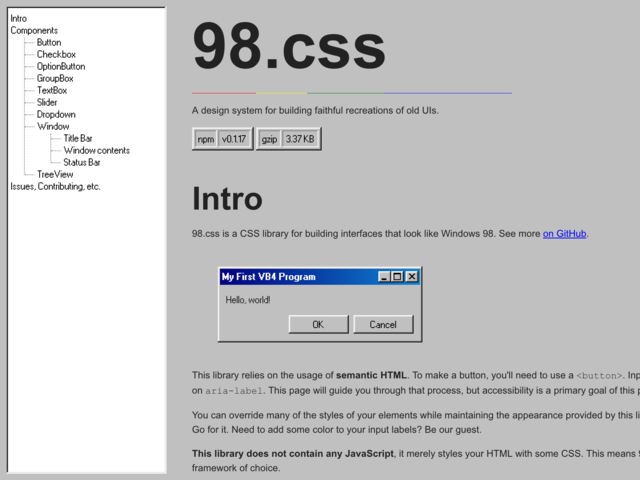 Intro
Components
Button
Checkbox
OptionButton
GroupBox
TextBox
Slider
Dropdown
Window
Title Bar
Window contents
Status Bar
TreeView
Issues, Contributing, etc.
98.css
A design system for building faithful recreations of old UIs.
npm v0.1.17 gzip 3.37 KB
Intro
98.css is a CSS library for building interfaces that look like Windows 98. See more on GitHub.
My First VB4 Program
Hello, world!
OK Cancel
This library relies on the usage of semantic HTML. To make a button, you'll need to use a <button>.
on aria-label. This page will guide you through that process, but accessibility is a primary goal of this
You can override many of the styles of your elements while maintaining the appearance provided by this
Go for it. Need to add some color to your input labels? Be our guest.
This library does not contain any JavaScript, it merely styles your HTML with some CSS. This means
framework of choice.